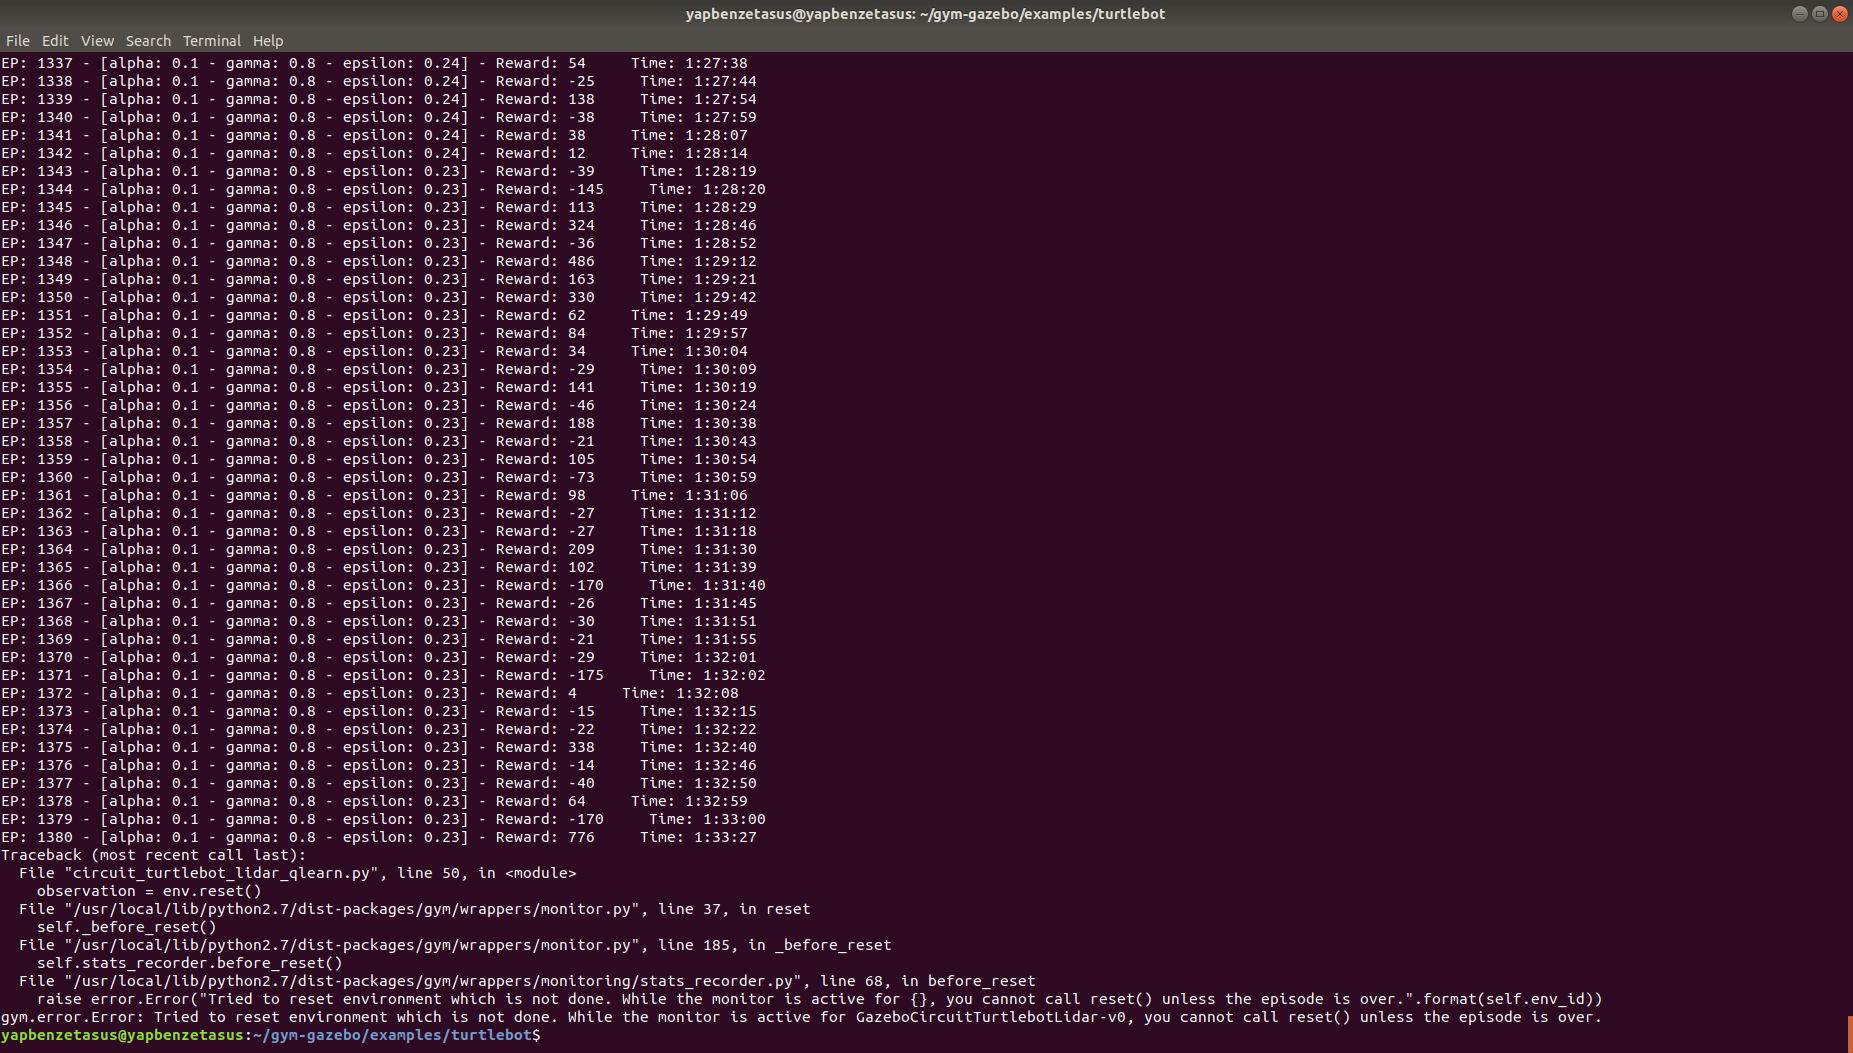 yapbenzetasus@yapbenzetasus: ~/gym-gazebo/examples/turtlebot
File Edit View Search Terminal Help
EP: 1337 - [alpha: 0.1 - gamma: 0.8 - epsilon: 0.24] - Reward: 54     Time: 1:27:38
EP: 1338 - [alpha: 0.1 - gamma: 0.8 - epsilon: 0.24] - Reward: -25     Time: 1:27:44
EP: 1339 - [alpha: 0.1 - gamma: 0.8 - epsilon: 0.24] - Reward: 138     Time: 1:27:54
EP: 1340 - [alpha: 0.1 - gamma: 0.8 - epsilon: 0.24] - Reward: -38     Time: 1:27:59
EP: 1341 - [alpha: 0.1 - gamma: 0.8 - epsilon: 0.24] - Reward: 38     Time: 1:28:07
EP: 1342 - [alpha: 0.1 - gamma: 0.8 - epsilon: 0.24] - Reward: 12     Time: 1:28:14
EP: 1343 - [alpha: 0.1 - gamma: 0.8 - epsilon: 0.23] - Reward: -39     Time: 1:28:19
EP: 1344 - [alpha: 0.1 - gamma: 0.8 - epsilon: 0.23] - Reward: -145     Time: 1:28:20
EP: 1345 - [alpha: 0.1 - gamma: 0.8 - epsilon: 0.23] - Reward: 113     Time: 1:28:29
EP: 1346 - [alpha: 0.1 - gamma: 0.8 - epsilon: 0.23] - Reward: 324     Time: 1:28:46
EP: 1347 - [alpha: 0.1 - gamma: 0.8 - epsilon: 0.23] - Reward: -36     Time: 1:28:52
EP: 1348 - [alpha: 0.1 - gamma: 0.8 - epsilon: 0.23] - Reward: 486     Time: 1:29:12
EP: 1349 - [alpha: 0.1 - gamma: 0.8 - epsilon: 0.23] - Reward: 163     Time: 1:29:21
EP: 1350 - [alpha: 0.1 - gamma: 0.8 - epsilon: 0.23] - Reward: 330     Time: 1:29:42
EP: 1351 - [alpha: 0.1 - gamma: 0.8 - epsilon: 0.23] - Reward: 62     Time: 1:29:49
EP: 1352 - [alpha: 0.1 - gamma: 0.8 - epsilon: 0.23] - Reward: 84     Time: 1:29:57
EP: 1353 - [alpha: 0.1 - gamma: 0.8 - epsilon: 0.23] - Reward: 34     Time: 1:30:04
EP: 1354 - [alpha: 0.1 - gamma: 0.8 - epsilon: 0.23] - Reward: -29     Time: 1:30:09
EP: 1355 - [alpha: 0.1 - gamma: 0.8 - epsilon: 0.23] - Reward: 141     Time: 1:30:19
EP: 1356 - [alpha: 0.1 - gamma: 0.8 - epsilon: 0.23] - Reward: -46     Time: 1:30:24
EP: 1357 - [alpha: 0.1 - gamma: 0.8 - epsilon: 0.23] - Reward: 188     Time: 1:30:38
EP: 1358 - [alpha: 0.1 - gamma: 0.8 - epsilon: 0.23] - Reward: -21     Time: 1:30:43
EP: 1359 - [alpha: 0.1 - gamma: 0.8 - epsilon: 0.23] - Reward: 105     Time: 1:30:54
EP: 1360 - [alpha: 0.1 - gamma: 0.8 - epsilon: 0.23] - Reward: -73     Time: 1:30:59
EP: 1361 - [alpha: 0.1 - gamma: 0.8 - epsilon: 0.23] - Reward: 98     Time: 1:31:06
EP: 1362 - [alpha: 0.1 - gamma: 0.8 - epsilon: 0.23] - Reward: -27     Time: 1:31:12
EP: 1363 - [alpha: 0.1 - gamma: 0.8 - epsilon: 0.23] - Reward: -27     Time: 1:31:18
EP: 1364 - [alpha: 0.1 - gamma: 0.8 - epsilon: 0.23] - Reward: 209     Time: 1:31:30
EP: 1365 - [alpha: 0.1 - gamma: 0.8 - epsilon: 0.23] - Reward: 102     Time: 1:31:39
EP: 1366 - [alpha: 0.1 - gamma: 0.8 - epsilon: 0.23] - Reward: -170     Time: 1:31:40
EP: 1367 - [alpha: 0.1 - gamma: 0.8 - epsilon: 0.23] - Reward: -26     Time: 1:31:45
EP: 1368 - [alpha: 0.1 - gamma: 0.8 - epsilon: 0.23] - Reward: -30     Time: 1:31:51
EP: 1369 - [alpha: 0.1 - gamma: 0.8 - epsilon: 0.23] - Reward: -21     Time: 1:31:55
EP: 1370 - [alpha: 0.1 - gamma: 0.8 - epsilon: 0.23] - Reward: -29     Time: 1:32:01
EP: 1371 - [alpha: 0.1 - gamma: 0.8 - epsilon: 0.23] - Reward: -175     Time: 1:32:02
EP: 1372 - [alpha: 0.1 - gamma: 0.8 - epsilon: 0.23] - Reward: 4     Time: 1:32:08
EP: 1373 - [alpha: 0.1 - gamma: 0.8 - epsilon: 0.23] - Reward: -15     Time: 1:32:15
EP: 1374 - [alpha: 0.1 - gamma: 0.8 - epsilon: 0.23] - Reward: -22     Time: 1:32:22
EP: 1375 - [alpha: 0.1 - gamma: 0.8 - epsilon: 0.23] - Reward: 338     Time: 1:32:40
EP: 1376 - [alpha: 0.1 - gamma: 0.8 - epsilon: 0.23] - Reward: -14     Time: 1:32:46
EP: 1377 - [alpha: 0.1 - gamma: 0.8 - epsilon: 0.23] - Reward: -40     Time: 1:32:50
EP: 1378 - [alpha: 0.1 - gamma: 0.8 - epsilon: 0.23] - Reward: 64     Time: 1:32:59
EP: 1379 - [alpha: 0.1 - gamma: 0.8 - epsilon: 0.23] - Reward: -170     Time: 1:33:00
EP: 1380 - [alpha: 0.1 - gamma: 0.8 - epsilon: 0.23] - Reward: 776     Time: 1:33:27
Traceback (most recent call last):
  File "circuit_turtlebot_lidar_qlearn.py", line 50, in <module>
    observation = env.reset()
  File "/usr/local/lib/python2.7/dist-packages/gym/wrappers/monitor.py", line 37, in reset
    self._before_reset()
  File "/usr/local/lib/python2.7/dist-packages/gym/wrappers/monitor.py", line 185, in _before_reset
    self.stats_recorder.before_reset()
  File "/usr/local/lib/python2.7/dist-packages/gym/wrappers/monitoring/stats_recorder.py", line 68, in before_reset
    raise error.Error("Tried to reset environment which is not done. While the monitor is active for {}, you cannot call reset() unless the episode is over.".format(self.env_id))
gym.error.Error: Tried to reset environment which is not done. While the monitor is active for GazeboCircuitTurtlebotLidar-v0, you cannot call reset() unless the episode is over.
yapbenzetasus@yapbenzetasus:~/gym-gazebo/examples/turtlebot$